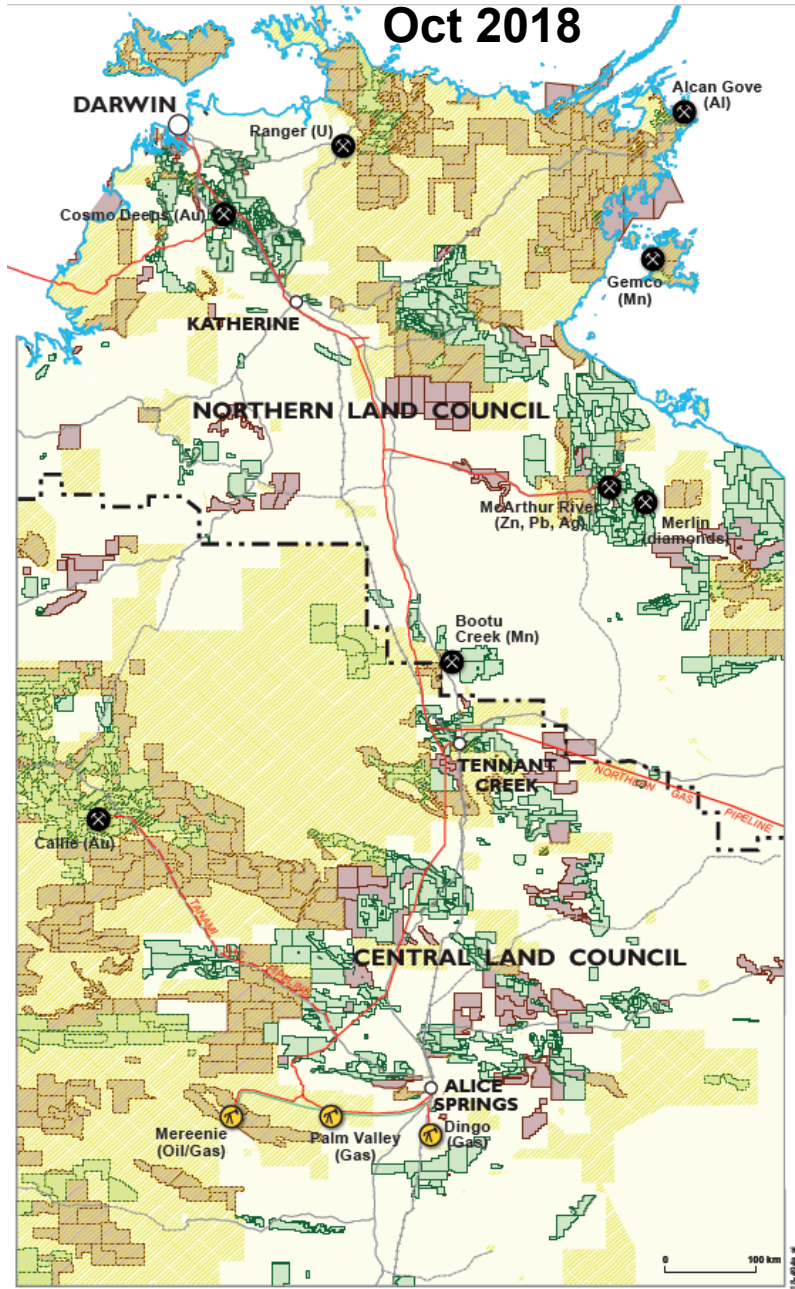 Oct 2018
Alcan Gove
(Al)
DARWIN
Ranger (U)
Cosmo Deeps (Au)
Gemco
(Mn)
KATHERINE
NORTHERN LAND COUNCIL
McArthur River
(Zn, Pb, Ag)
Merlin
(diamonds)
Bootu
Creek (Mn)
TENNANT
CREEK
NORTHERN GAS PIPELINE
Callie (Au)
TANAMI GAS PIPELINE
CENTRAL LAND COUNCIL
ALICE
SPRINGS
Mereenie
(Oil/Gas)
Palm Valley
(Gas)
Dingo
(Gas)
0 100 km